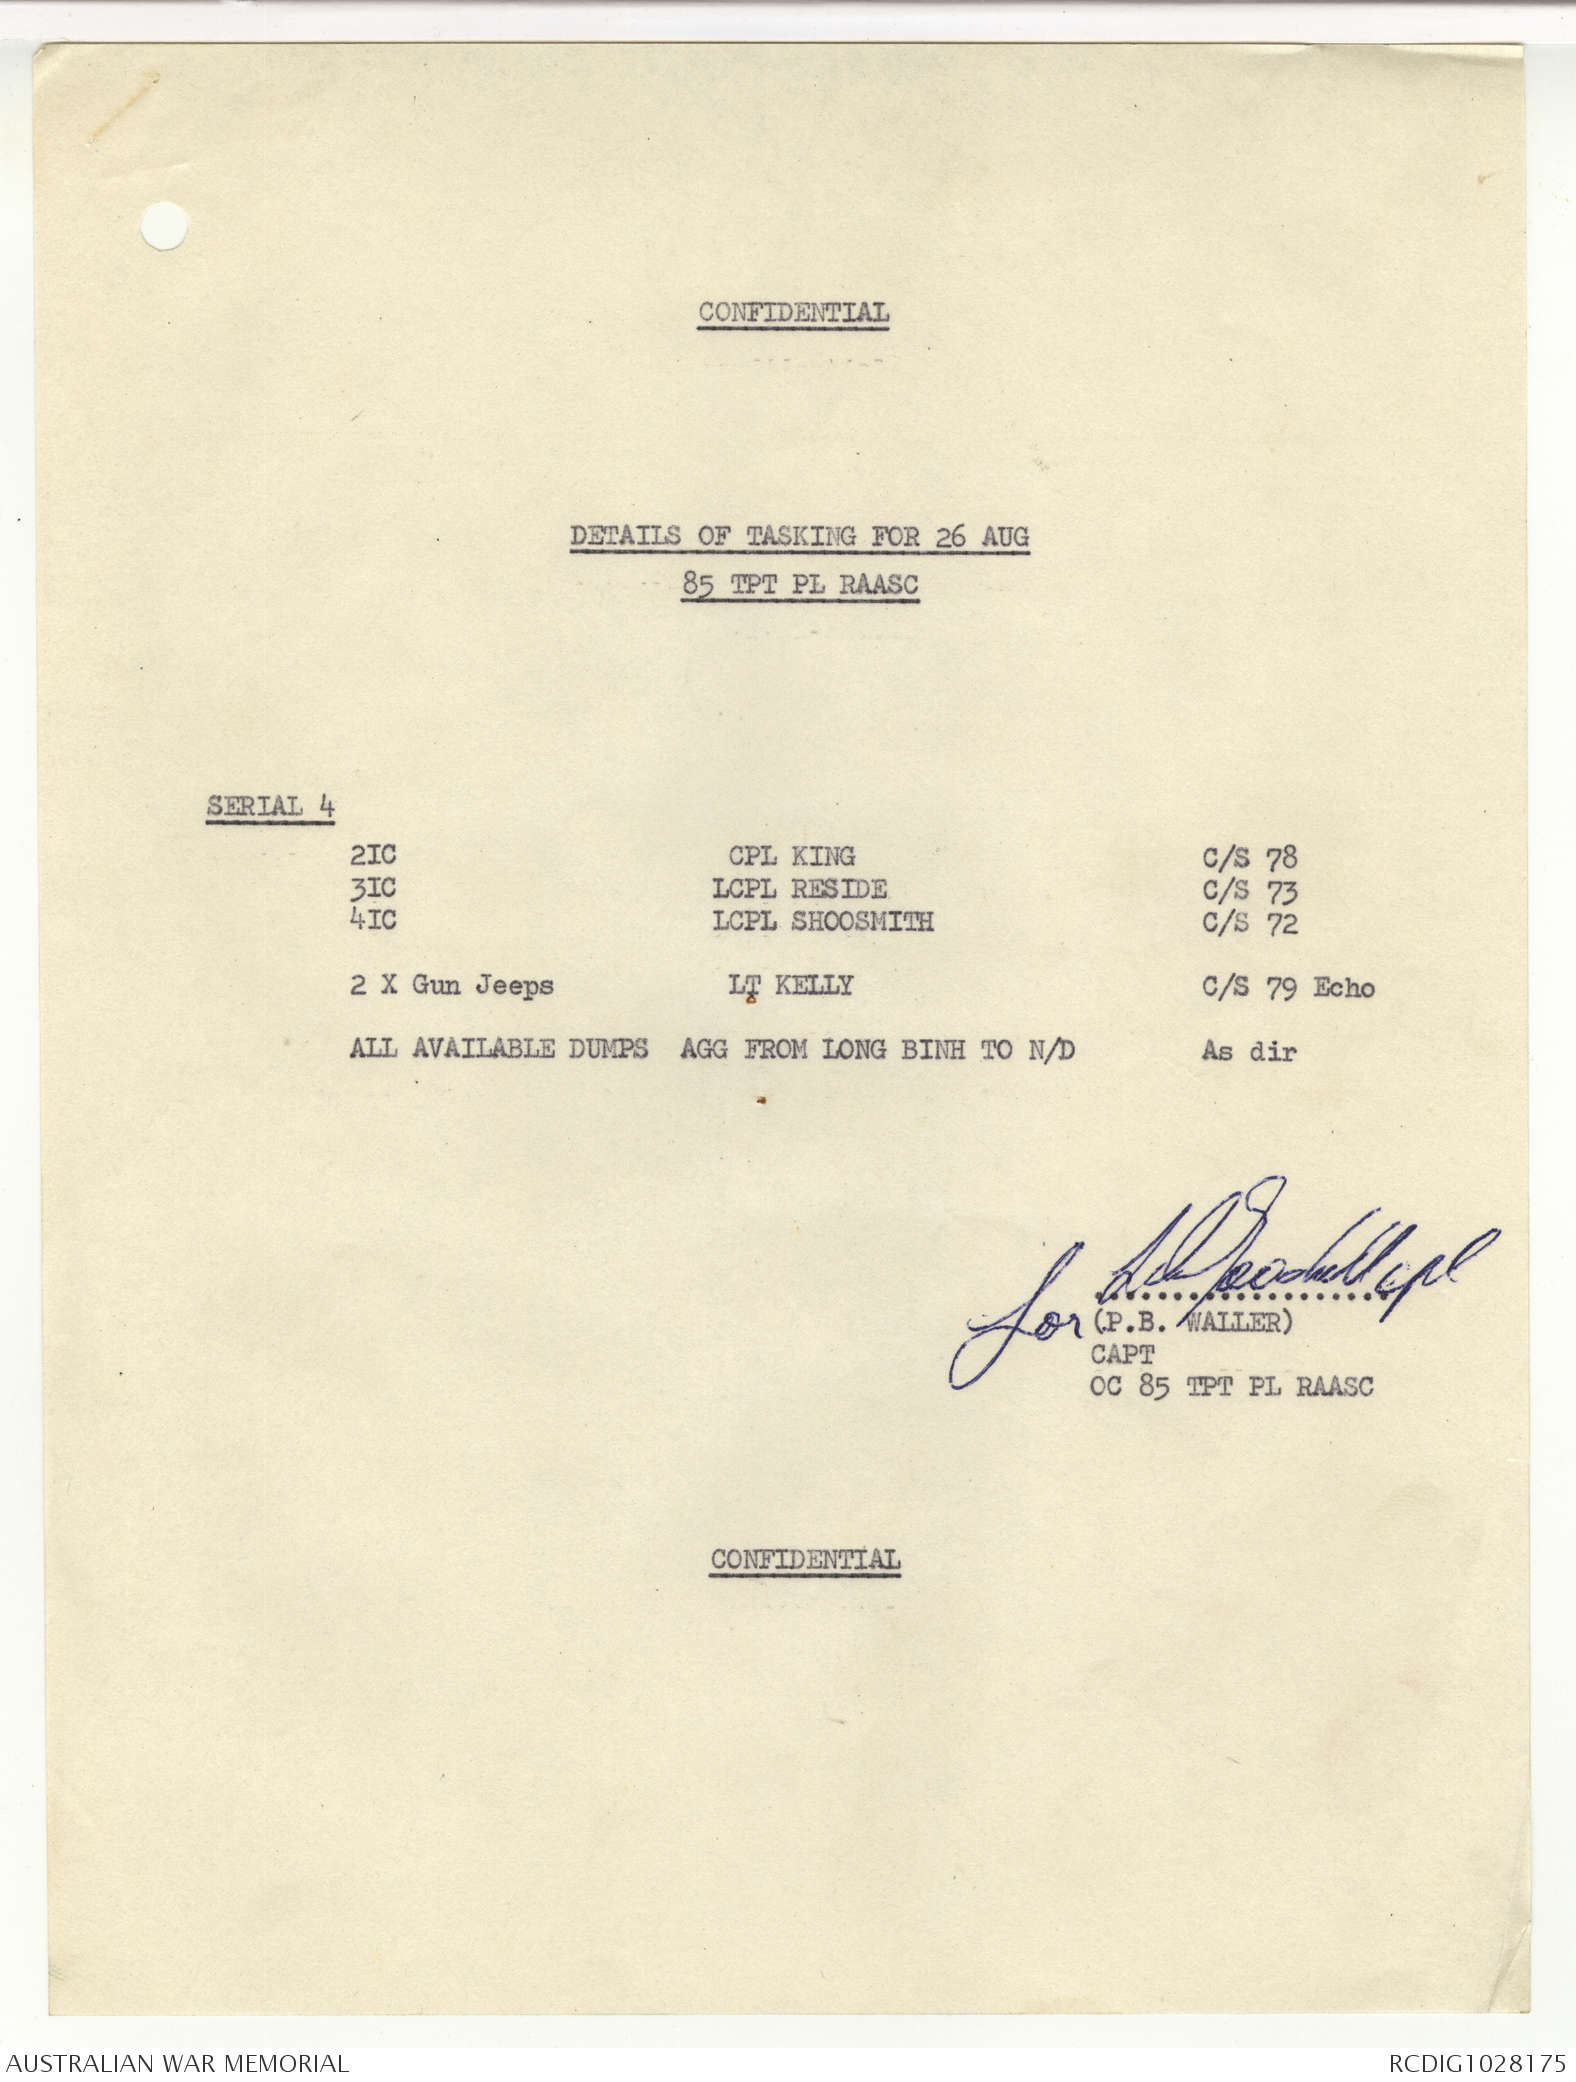 CONFIDENTIAL
DETAILS OF TASKING FOR 26 AUG
85 TPT PL RAASC
SERIAL 4
2IC CPL KING C/S 78
3IC LCPL RESIDE C/S 73
4IC LCPL SHOOSMITH C/S 72
2 X Gun Jeeps LT KELLY C/S 79 Echo
ALL AVAILABLE DUMPS AGG FROM LONG BINH TO N/D As dir
cpl
for (P.B. WALLER)
CAPT
OC 85 TPT PL RAASC
CONFIDENTIAL
AUSTRALIAN WAR MEMORIAL RCDIG1028175